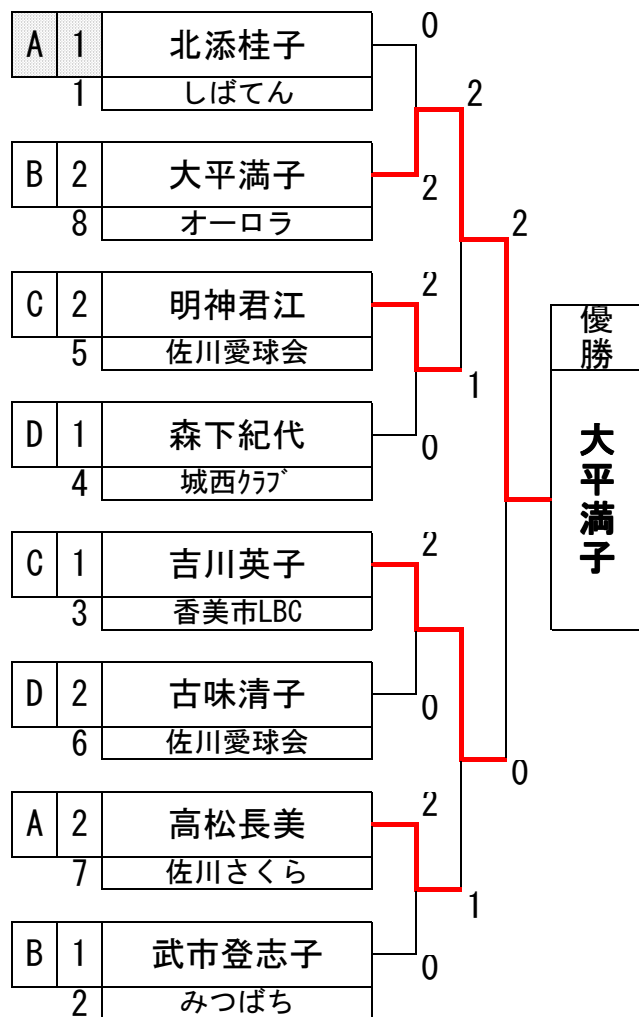 A 1 北添桂子 0
1 しばてん 2
B 2 大平満子 2
8 オーロラ 2
C 2 明神君江 2
5 佐川愛球会 1
D 1 森下紀代 0
4 城西ｸﾗﾌﾞ
優勝
大平満子
C 1 吉川英子 2
3 香美市LBC
D 2 古味清子 0
6 佐川愛球会 0
A 2 高松長美 2
7 佐川さくら 1
B 1 武市登志子 0
2 みつばち